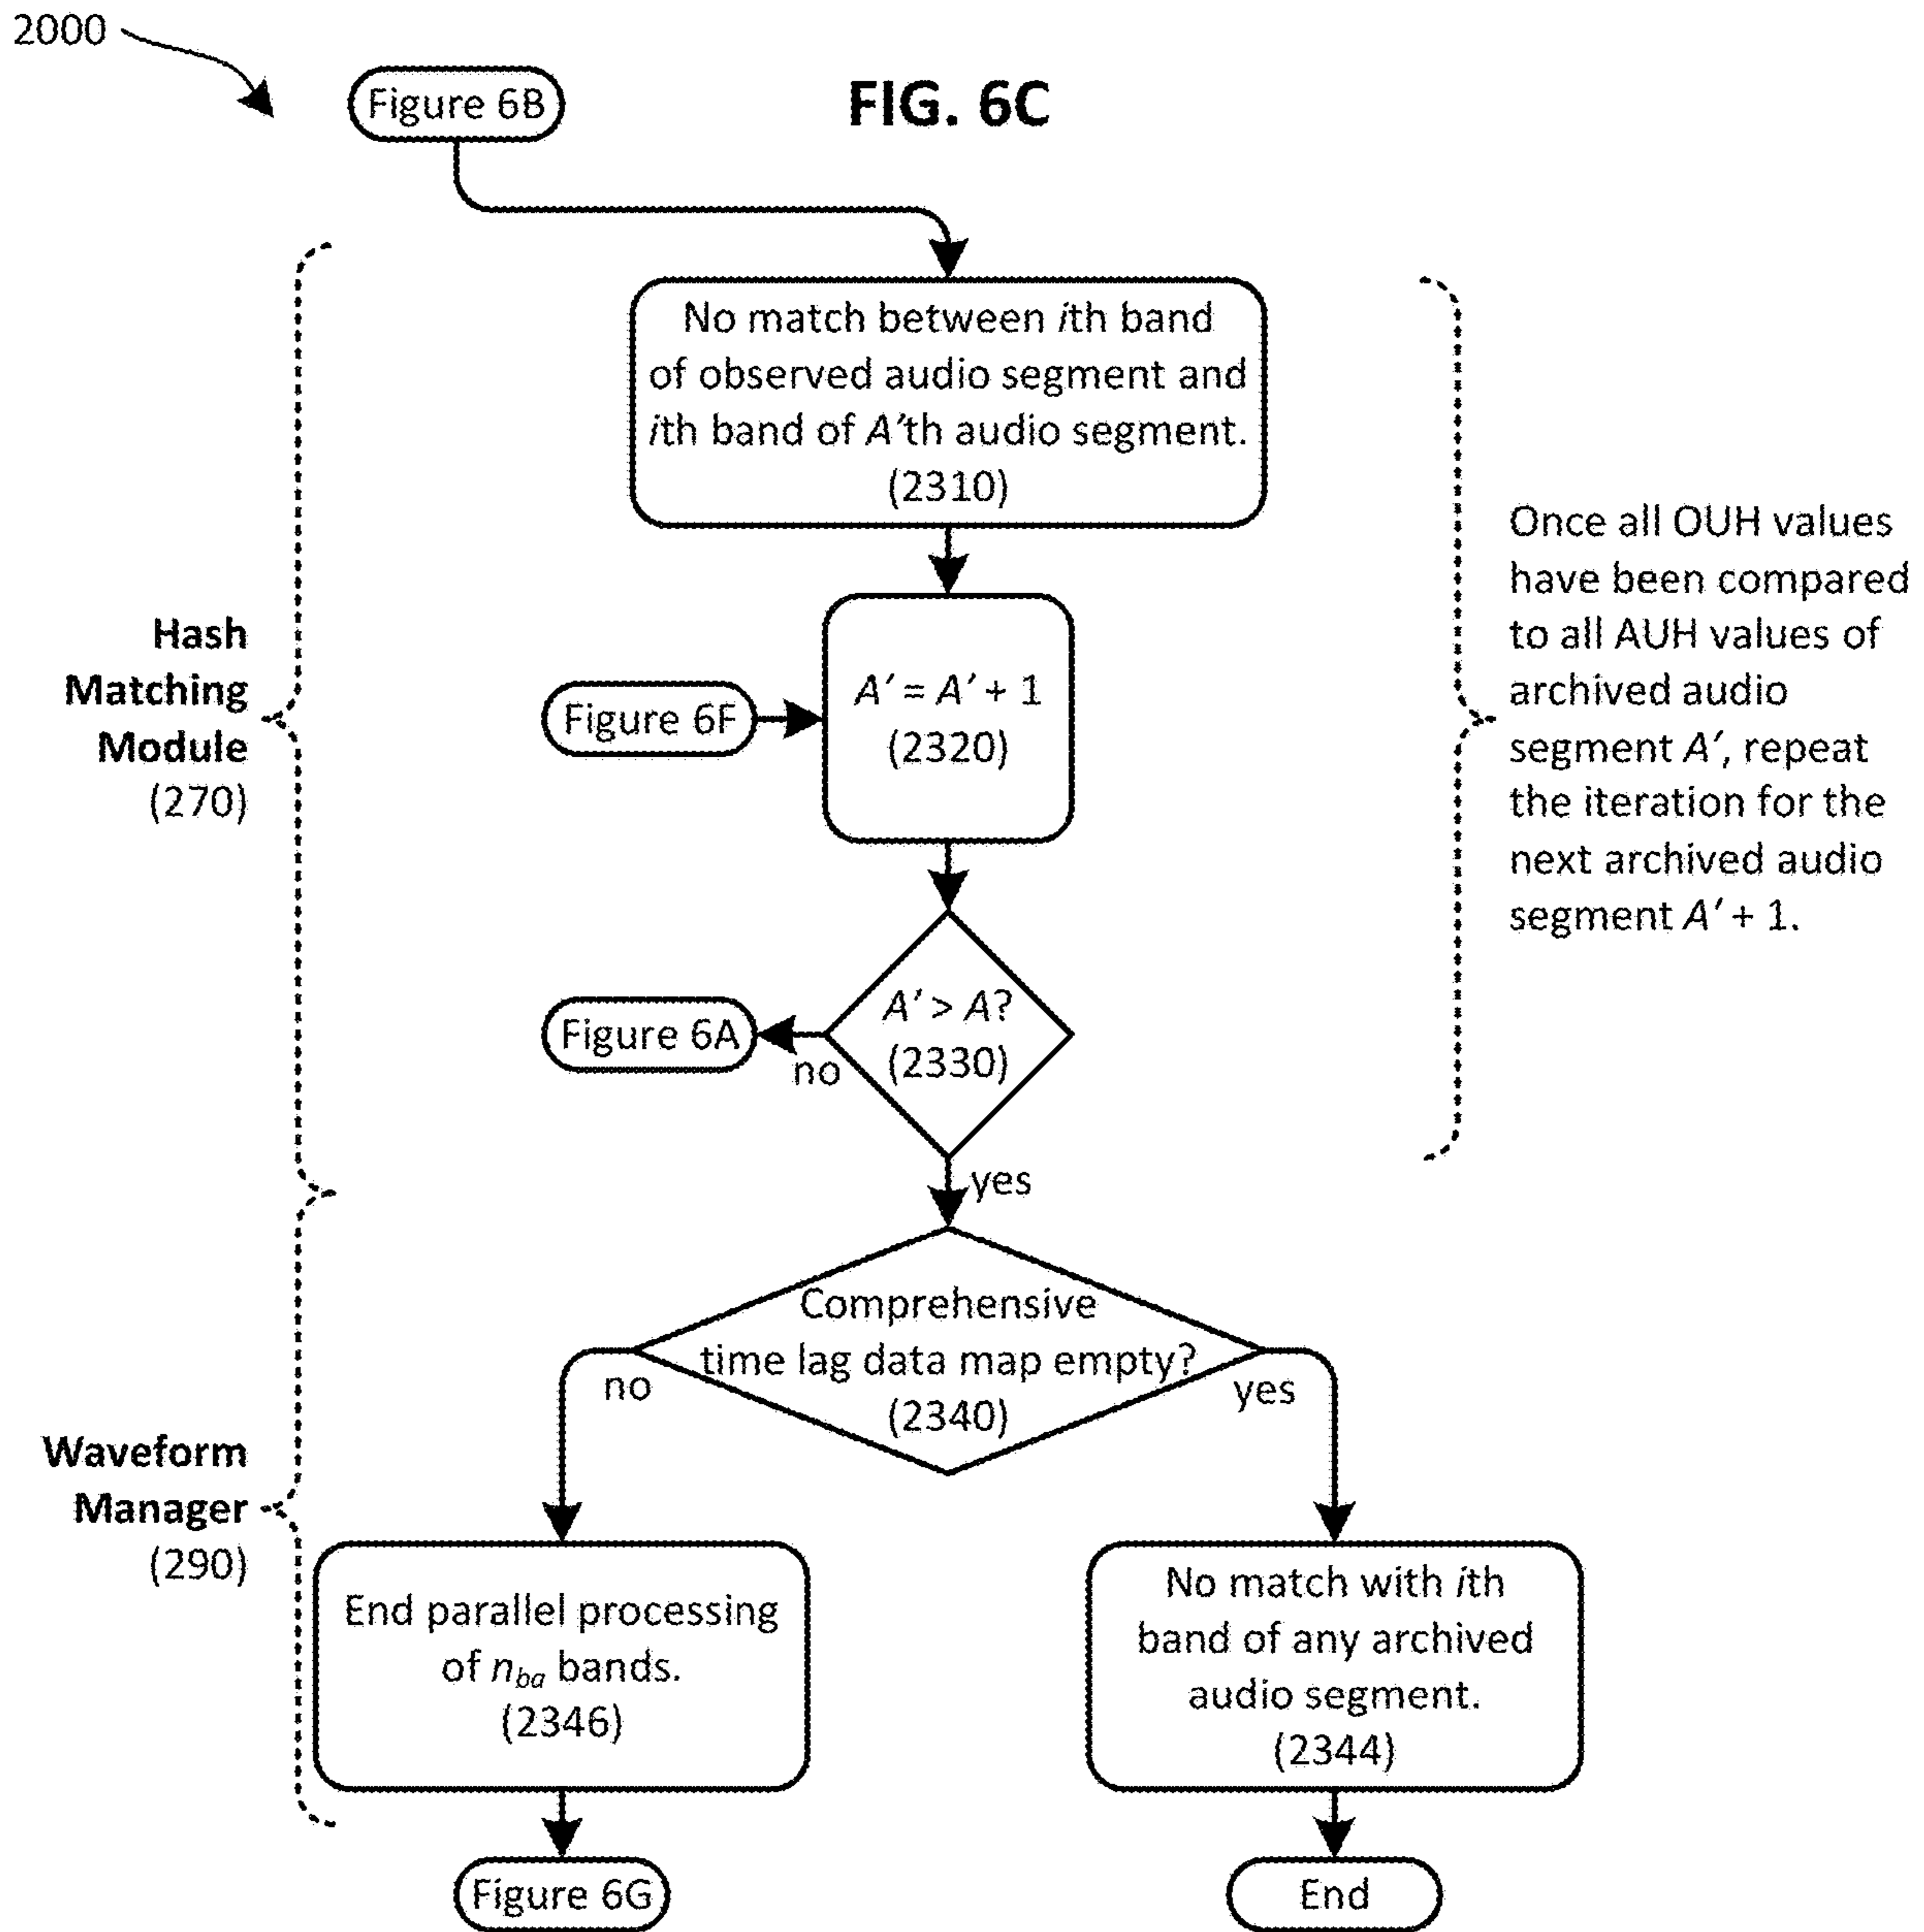 2000
Figure 6B
FIG. 6C
No match between ith band
of observed audio segment and
ith band of A'th audio segment.
(2310)
Hash
Matching
Module
(270)
Figure 6F
A' = A' + 1
(2320)
Once all OUH values
have been compared
to all AUH values of
archived audio
segment A', repeat
the iteration for the
next archived audio
segment A' + 1.
Figure 6A
no
A' > A?
(2330)
yes
Comprehensive
time lag data map empty?
(2340)
no
yes
Waveform
Manager
(290)
End parallel processing
of nba bands.
(2346)
No match with ith
band of any archived
audio segment.
(2344)
Figure 6G
End